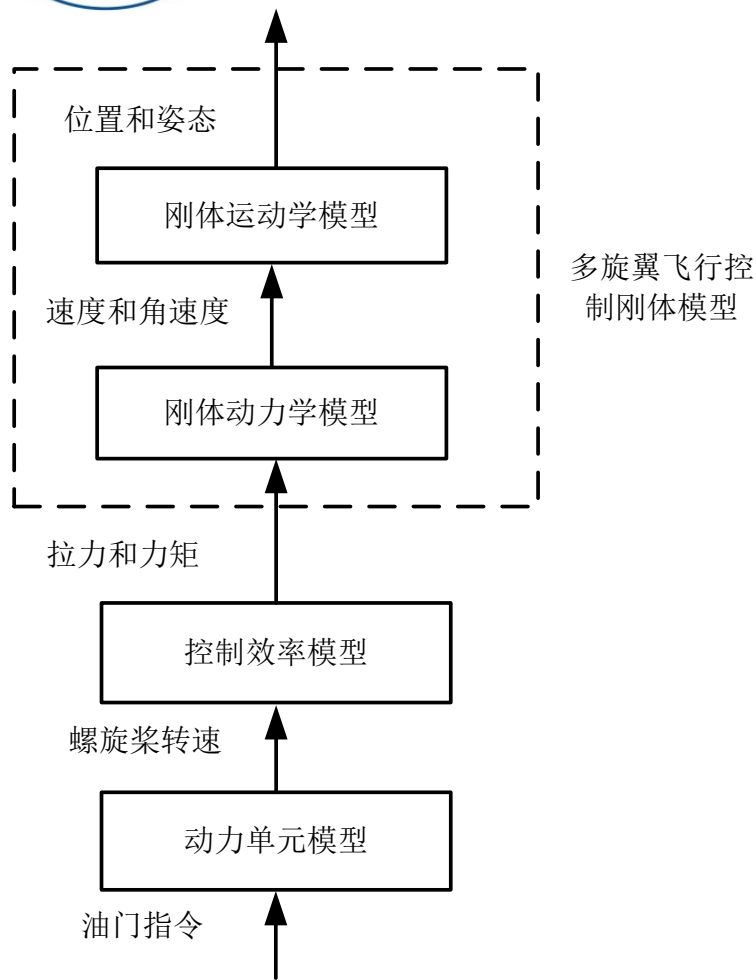 位置和姿态
刚体运动学模型
速度和角速度
多旋翼飞行控
制刚体模型
刚体动力学模型
拉力和力矩
控制效率模型
螺旋桨转速
动力单元模型
油门指令